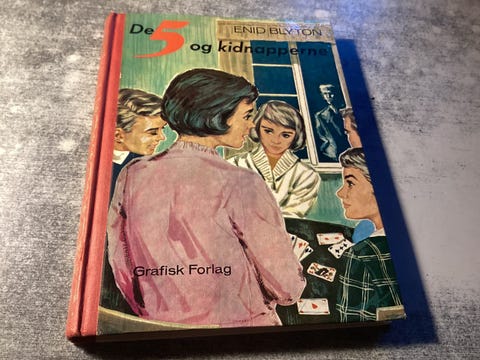 ENID BLYTON
De 5
og kidnapperne
Grafisk Forlag